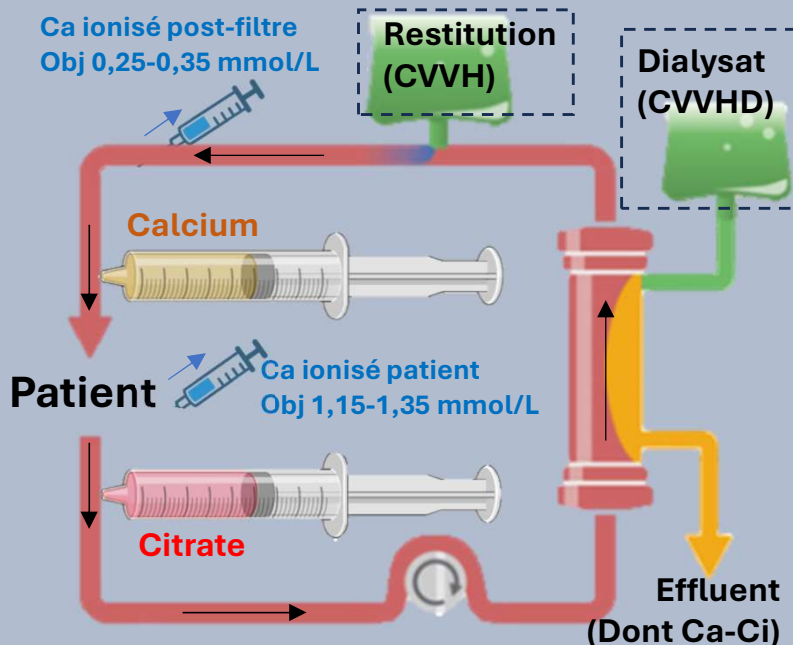 Ca ionisé post-filtre
Obj 0,25-0,35 mmol/L
Restitution
(CVVH)
Dialysat
(CVVHD)
Calcium
Patient
Ca ionisé patient
Obj 1,15-1,35 mmol/L
Citrate
Effluent
(Dont Ca-Ci)